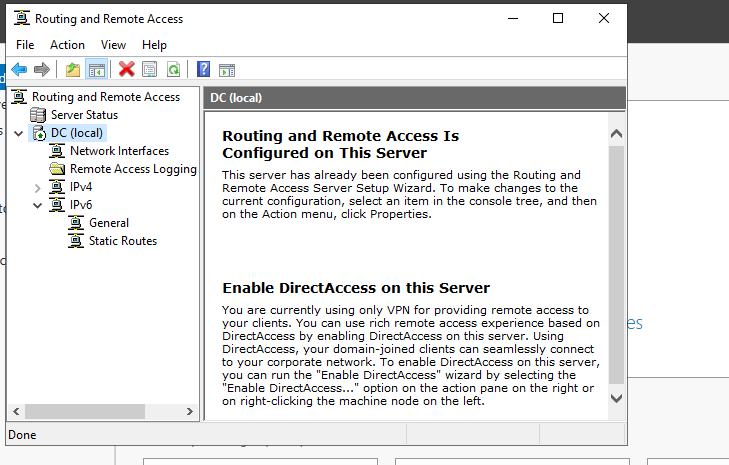 Routing and Remote Access
File Action View Help
Routing and Remote Access
Server Status
DC (local)
Network Interfaces
Remote Access Logging
IPv4
IPv6
General
Static Routes
DC (local)
Routing and Remote Access Is
Configured on This Server
This server has already been configured using the Routing and
Remote Access Server Setup Wizard. To make changes to the
current configuration, select an item in the console tree, and then
on the Action menu, click Properties.
Enable DirectAccess on this Server
You are currently using only VPN for providing remote access to
your clients. You can use rich remote access experience based on
DirectAccess by enabling DirectAccess on this server. Using
DirectAccess, your domain-joined clients can seamlessly connect
to your corporate network. To enable DirectAccess on this server,
you can run the "Enable DirectAccess" wizard by selecting the
"Enable DirectAccess..." option on the action pane on the right or
on right-clicking the machine node on the left.
Done